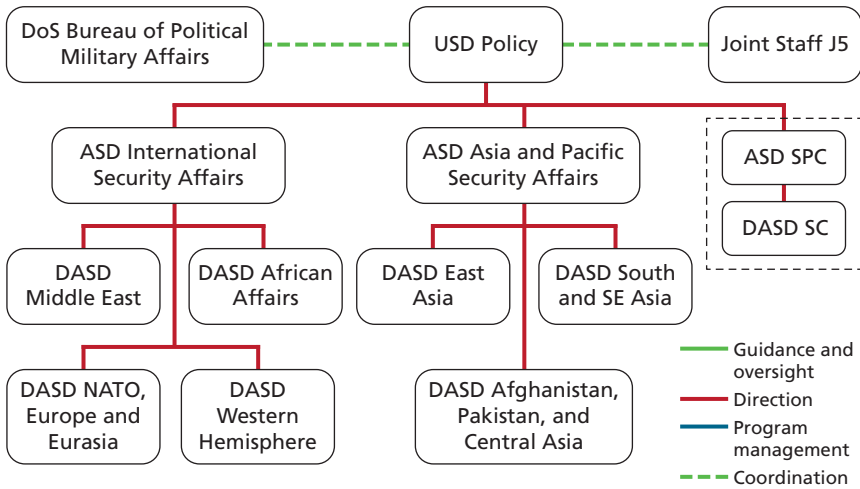 DoS Bureau of Political
Military Affairs
USD Policy
Joint Staff J5
ASD International
Security Affairs
ASD Asia and Pacific
Security Affairs
ASD SPC
DASD SC
DASD
Middle East
DASD African
Affairs
DASD East
Asia
DASD South
and SE Asia
DASD NATO,
Europe and
Eurasia
DASD
Western
Hemisphere
DASD Afghanistan,
Pakistan, and
Central Asia
Guidance and
oversight
Direction
Program
management
Coordination